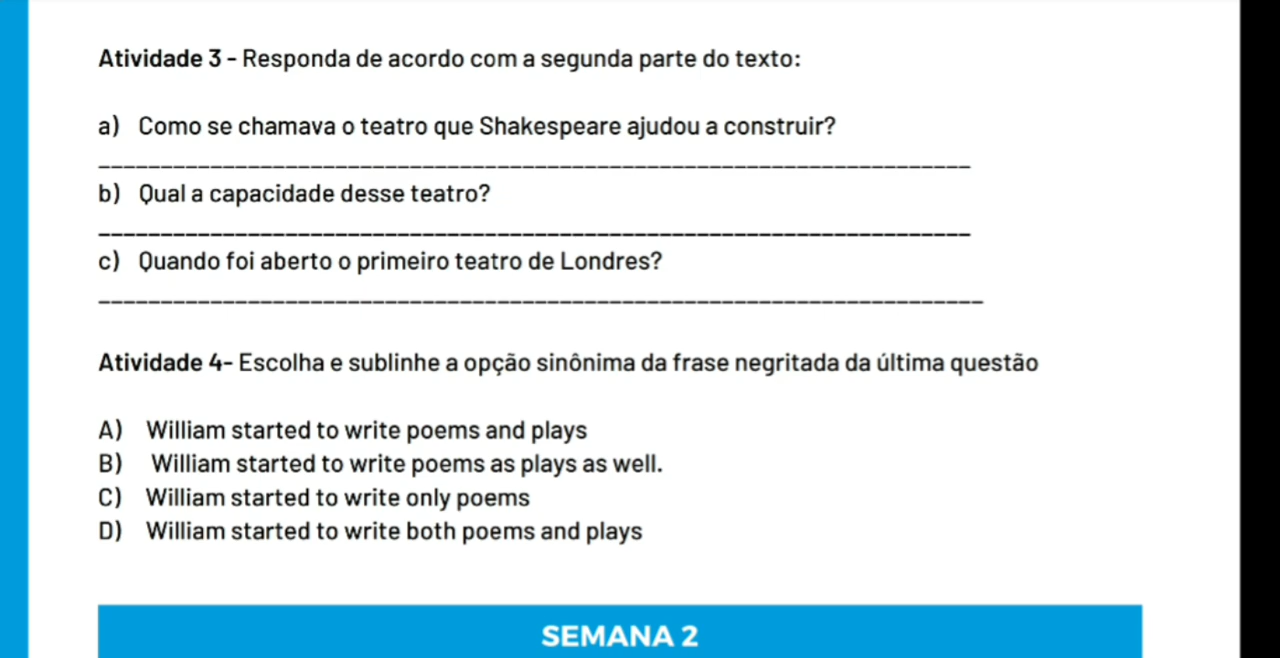 Atividade 3 - Responda de acordo com a segunda parte do texto:
a) Como se chamava o teatro que Shakespeare ajudou a construir?
b) Qual a capacidade desse teatro?
c) Quando foi aberto o primeiro teatro de Londres?
Atividade 4- Escolha e sublinhe a opção sinônima da frase negritada da última questão
A) William started to write poems and plays
B) William started to write poems as plays as well.
C) William started to write only poems
D) William started to write both poems and plays
SEMANA 2